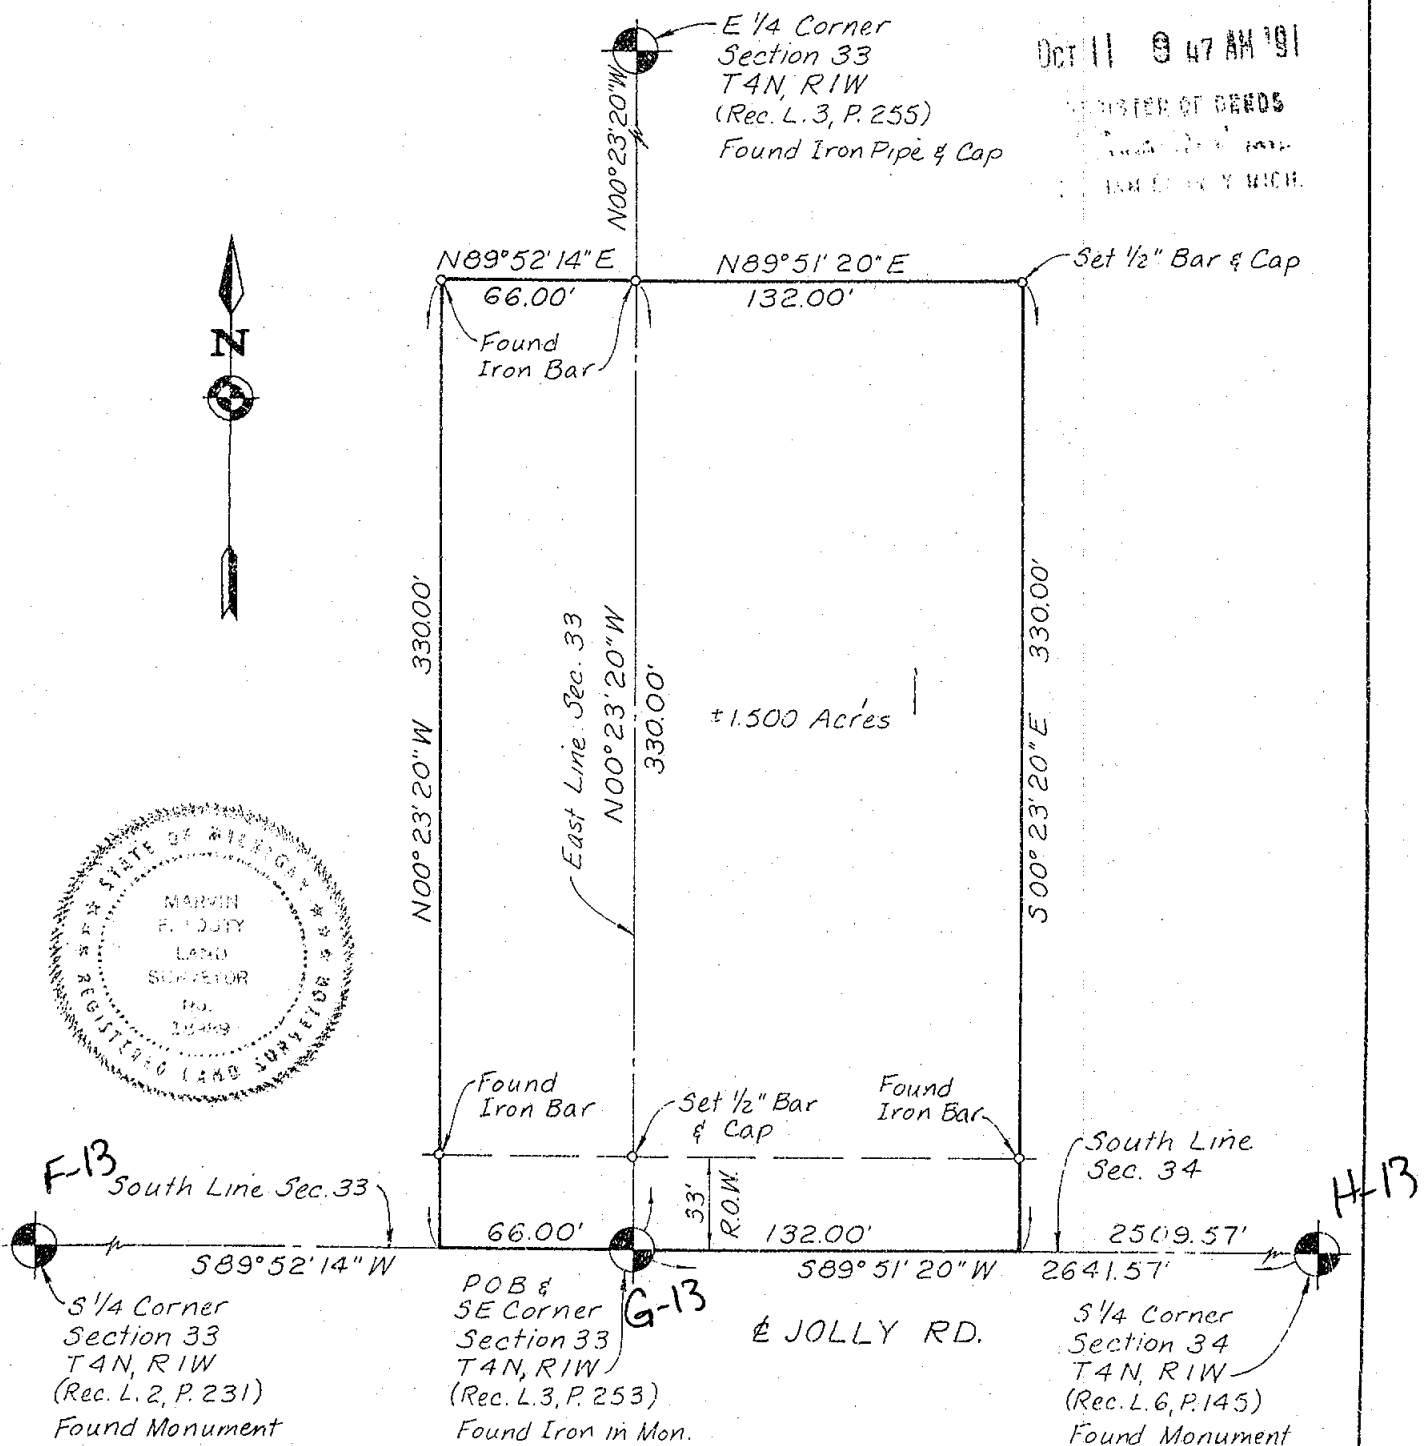 E 1/4 Corner
Section 33
T4N, R1W
(Rec. L. 3, P. 255)
Found Iron Pipe & Cap
OCT 11 9 47 AM '91
REGISTER OF DEEDS
MICH.
N00°23'20"W
N89°52'14"E
66.00'
N89°51'20"E
132.00'
Set 1/2" Bar & Cap
Found
Iron Bar
N
N00°23'20"W 330.00'
East Line Sec. 33
N00°23'20"W
330.00'
±1.500 Acres
S00°23'20"E 330.00'
STATE OF MICHIGAN
MARVIN
LAND
SURVEYOR
NO.
REGISTERED LAND SURVEYOR
Found
Iron Bar
Set 1/2" Bar
& Cap
Found
Iron Bar
South Line
Sec. 34
F-13
South Line Sec. 33
H-13
33'
R.O.W.
66.00'
132.00'
2509.57'
S89°52'14"W
S89°51'20"W
2641.57'
S 1/4 Corner
Section 33
T4N, R1W
(Rec. L. 2, P. 231)
Found Monument
POB &
SE Corner
Section 33
T4N, R1W
(Rec. L. 3, P. 253)
Found Iron in Mon.
G-13
℄ JOLLY RD.
S 1/4 Corner
Section 34
T4N, R1W
(Rec. L. 6, P. 145)
Found Monument